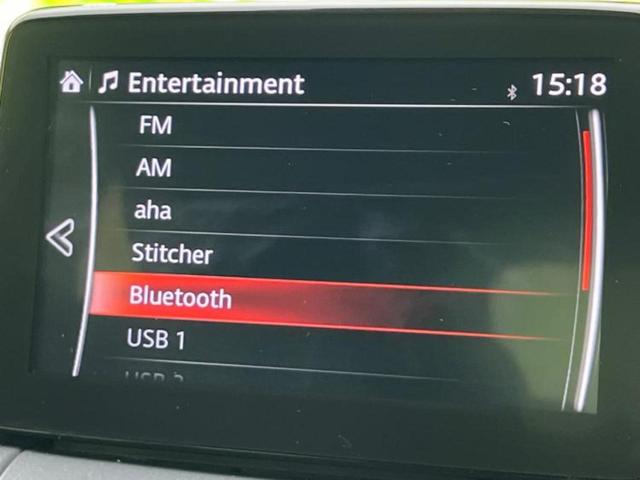 Entertainment 15:18
FM
AM
aha
Stitcher
Bluetooth
USB 1